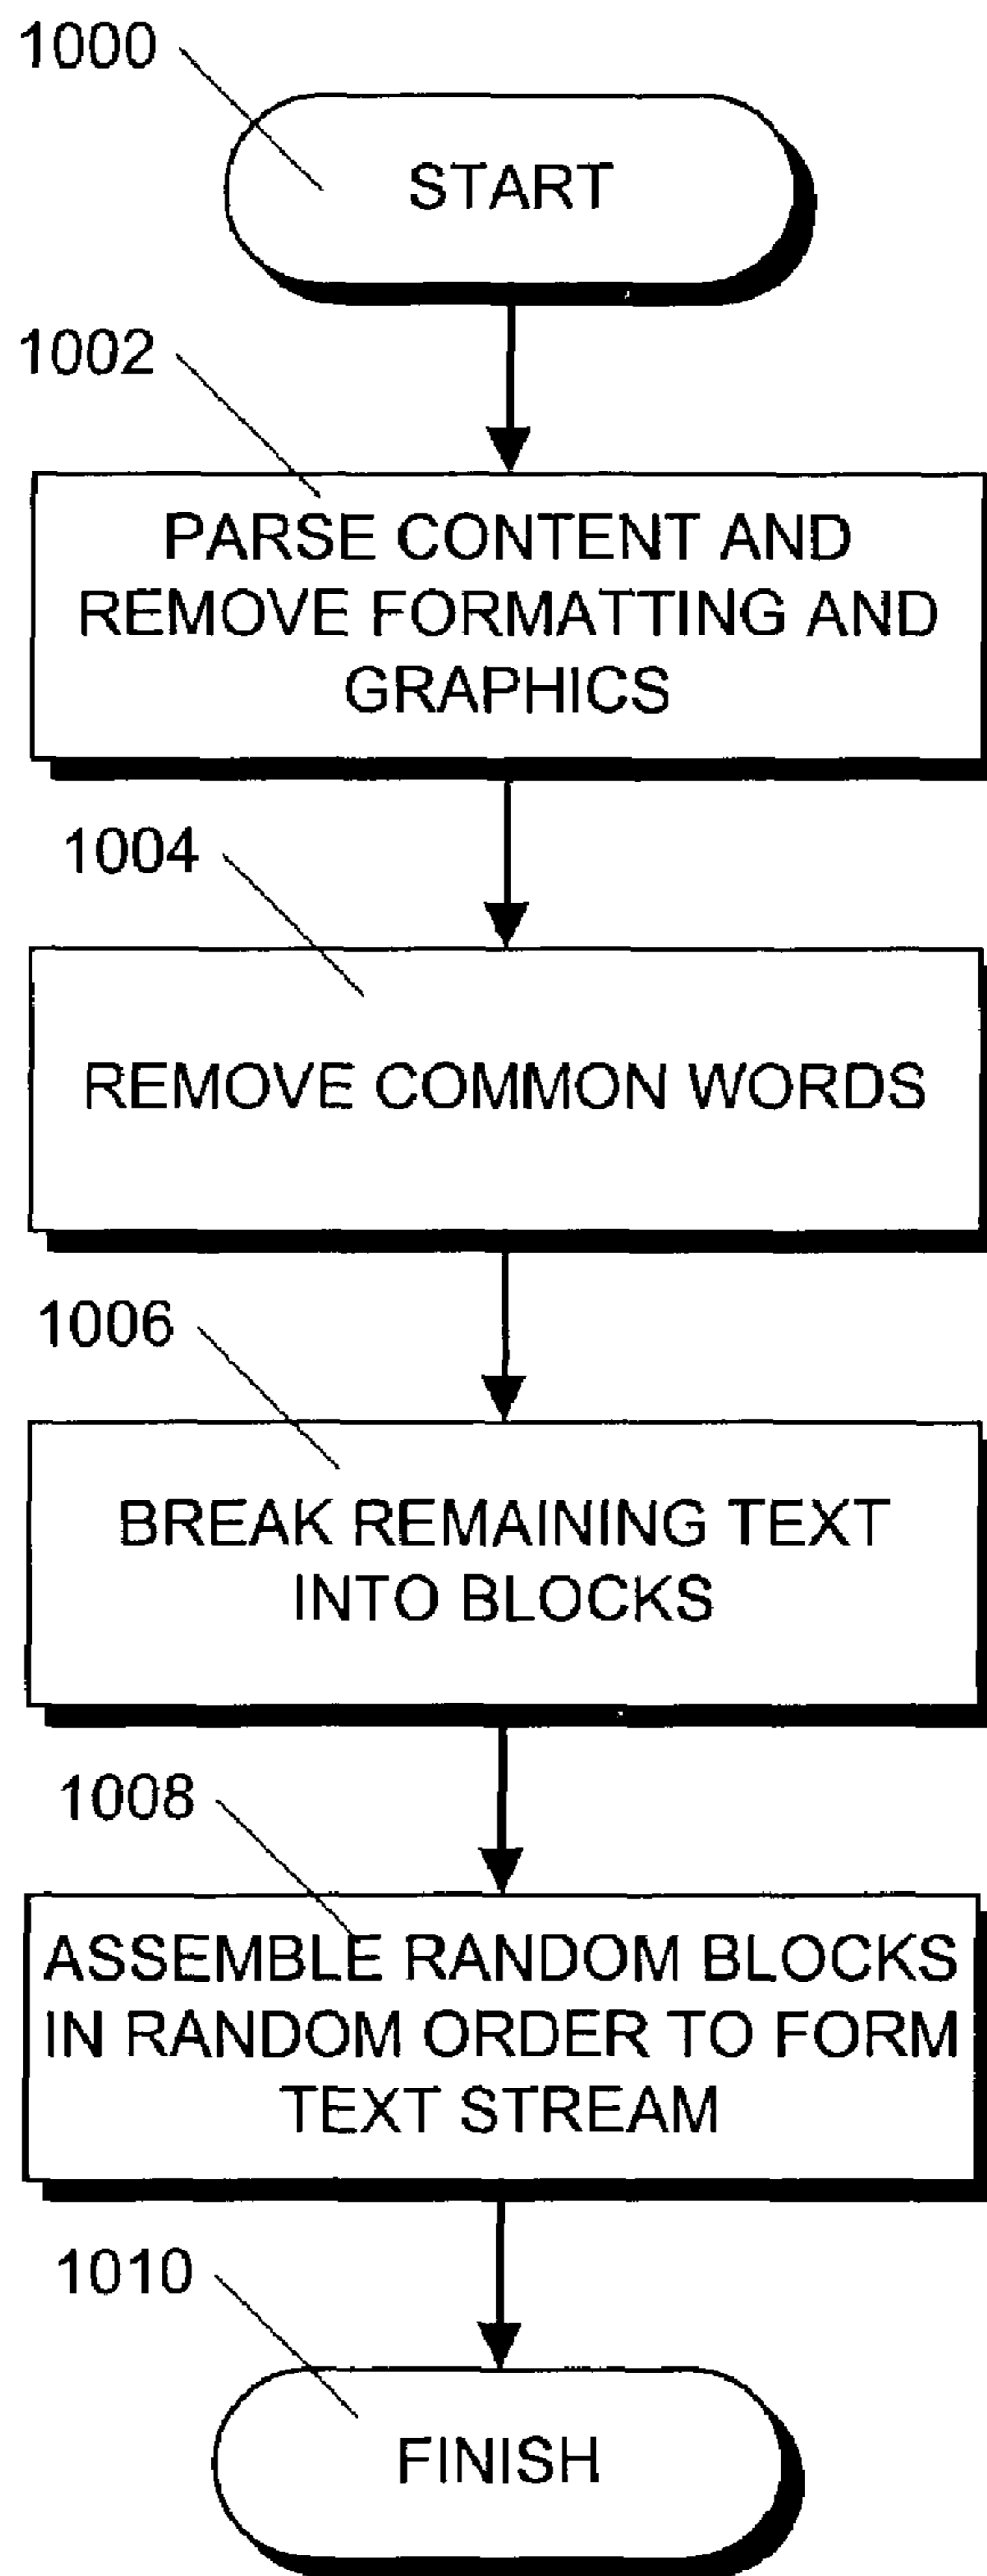 1000
START
1002
PARSE CONTENT AND
REMOVE FORMATTING AND
GRAPHICS
1004
REMOVE COMMON WORDS
1006
BREAK REMAINING TEXT
INTO BLOCKS
1008
ASSEMBLE RANDOM BLOCKS
IN RANDOM ORDER TO FORM
TEXT STREAM
1010
FINISH